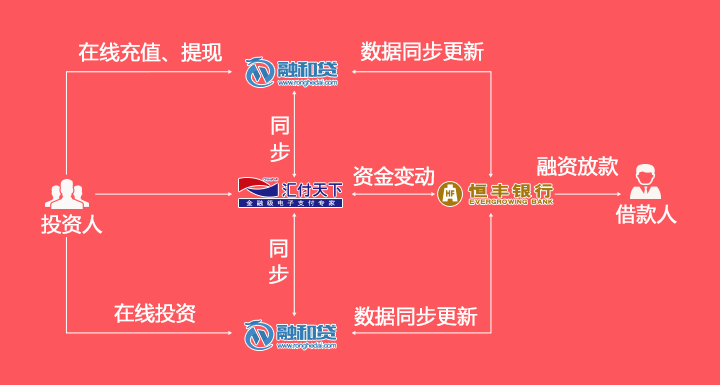 在线充值、提现
融和贷
www.ronghedai.com
数据同步更新
同
步
投资人
汇付天下
金融级电子支付专家
资金变动
HF
恒丰银行
EVERGROWING BANK
融资放款
借款人
同
步
在线投资
融和贷
www.ronghedai.com
数据同步更新